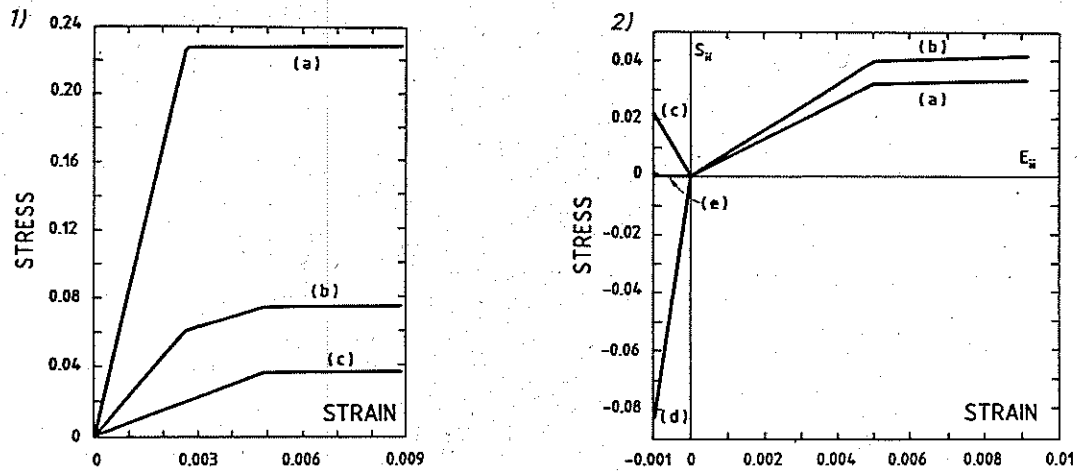 1)
0.24
0.20
0.16
0.12
0.08
0.04
0
STRESS
(a)
(b)
(c)
STRAIN
0 0.003 0.006 0.009
2)
0.04
0.02
0
-0.02
-0.04
-0.06
-0.08
STRESS
Sii
(b)
(a)
(c)
Eii
(e)
(d)
STRAIN
-0.001 0 0.002 0.004 0.006 0.008 0.01